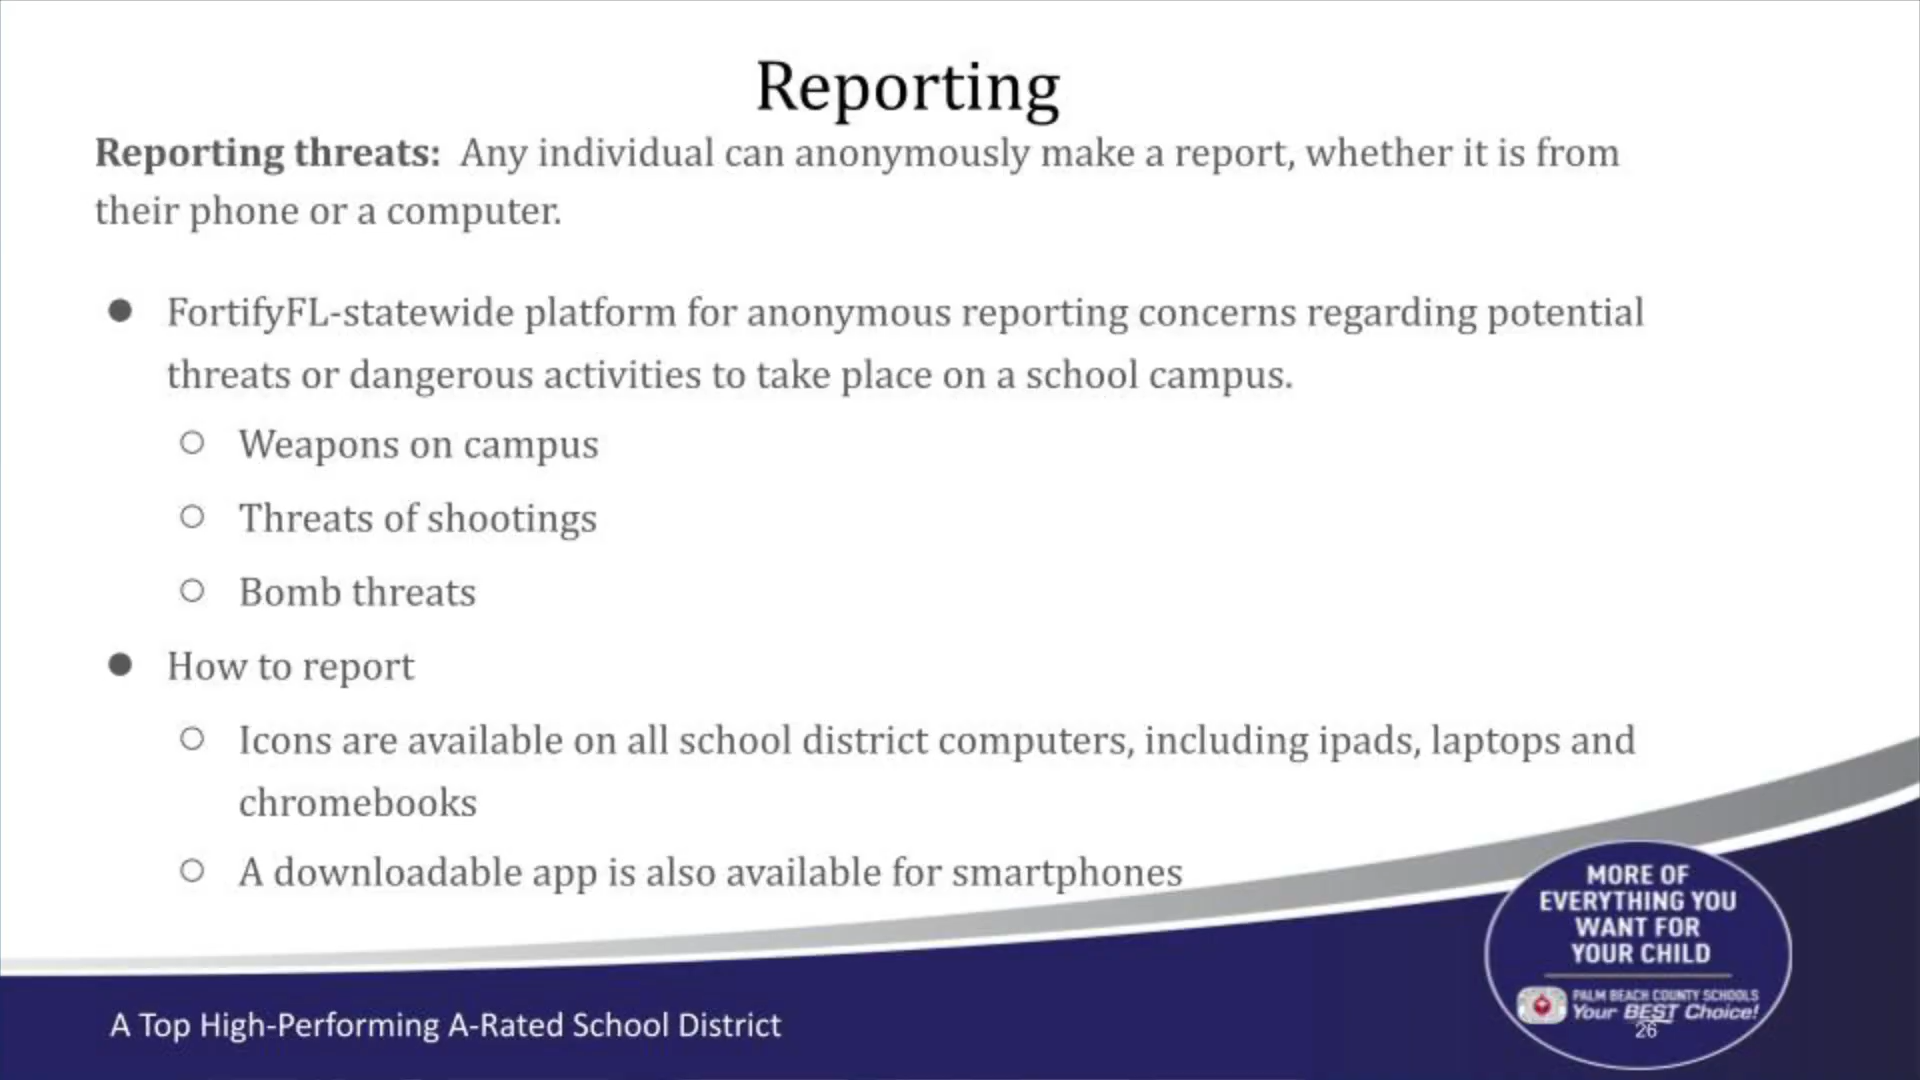 Reporting
Reporting threats: Any individual can anonymously make a report, whether it is from
their phone or a computer.
● FortifyFL-statewide platform for anonymous reporting concerns regarding potential
threats or dangerous activities to take place on a school campus.
○ Weapons on campus
○ Threats of shootings
○ Bomb threats
● How to report
○ Icons are available on all school district computers, including ipads, laptops and
chromebooks
○ A downloadable app is also available for smartphones
MORE OF
EVERYTHING YOU
WANT FOR
YOUR CHILD
PALM BEACH COUNTY SCHOOLS
Your BEST Choice!
26
A Top High-Performing A-Rated School District